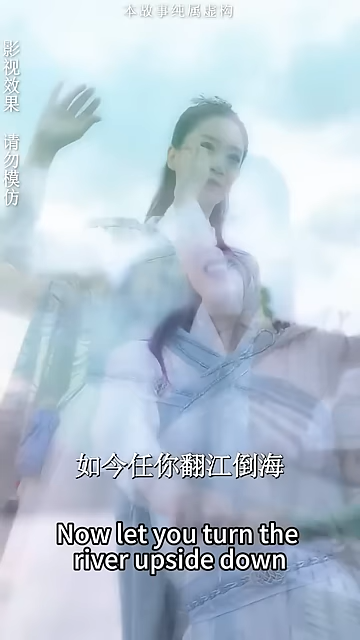 本故事纯属虚构
影视效果 请勿模仿
如今任你翻江倒海
Now let you turn the
river upside down